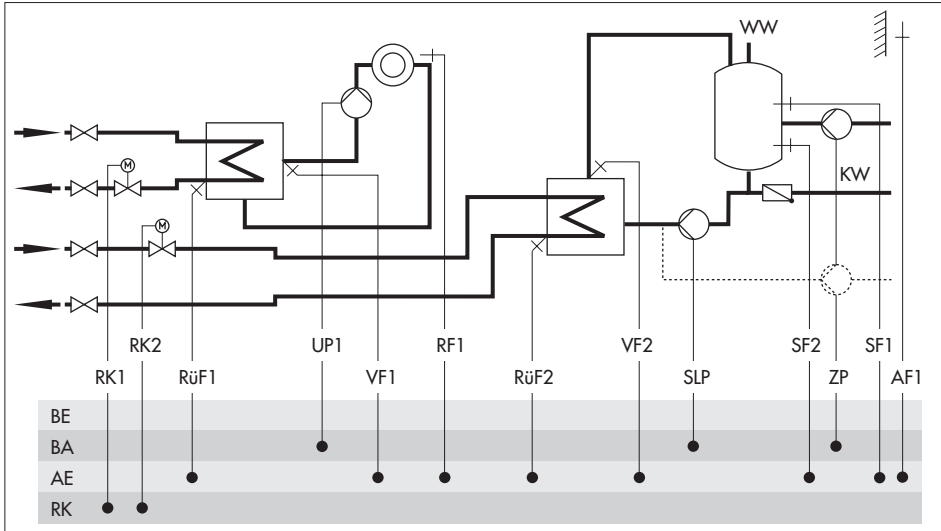 WW
M
KW
M
RK2 UP1 RF1 VF2 SF2 SF1
RK1 RüF1 VF1 RüF2 SLP ZP AF1
BE
BA
AE
RK